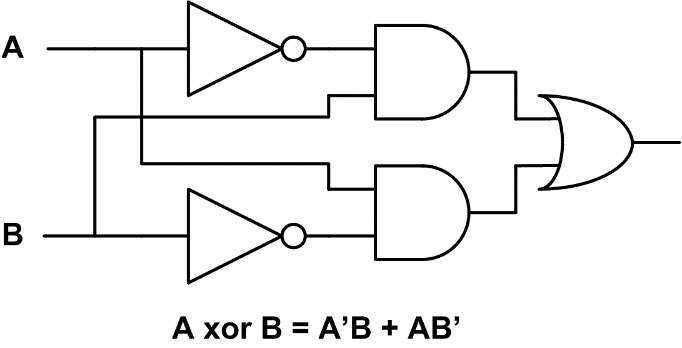 A
B
A xor B = A’B + AB’